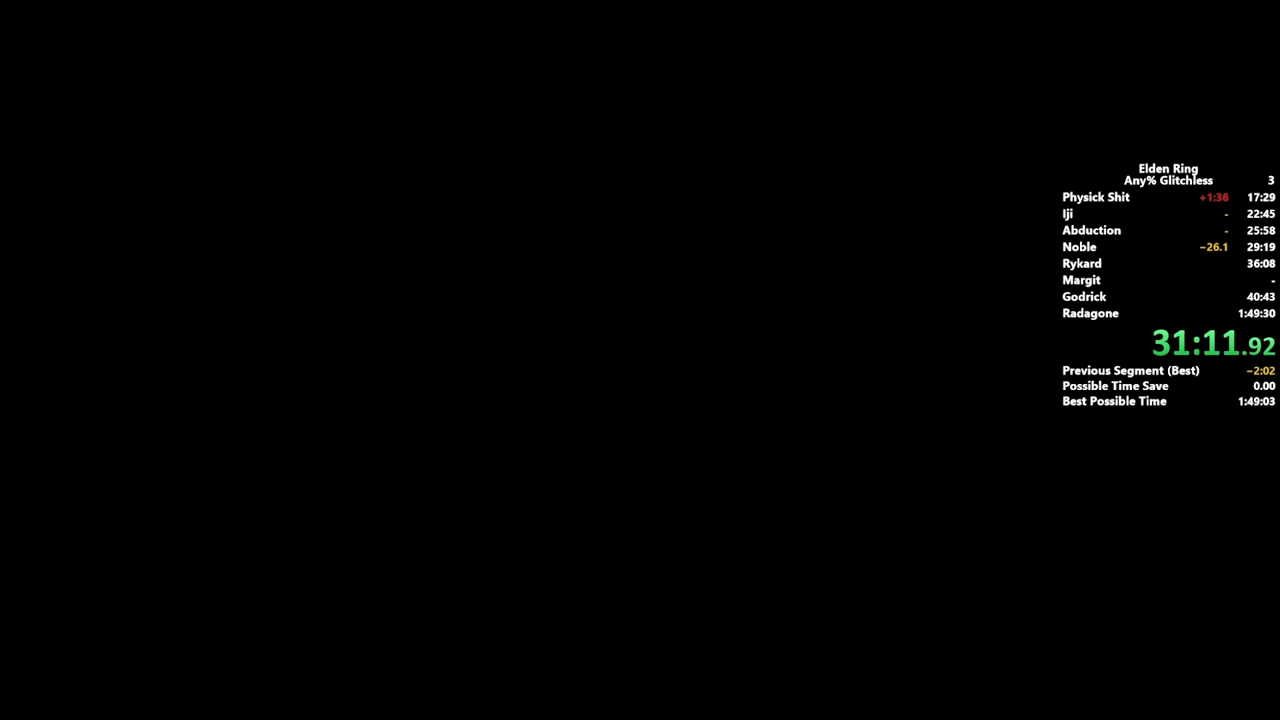 Elden Ring
Any% Glitchless 3
Physick Shit +1:36 17:29
Iji - 22:45
Abduction - 25:58
Noble −26.1 29:19
Rykard 36:08
Margit -
Godrick 40:43
Radagone 1:49:30
31:11.92
Previous Segment (Best) −2:02
Possible Time Save 0.00
Best Possible Time 1:49:03